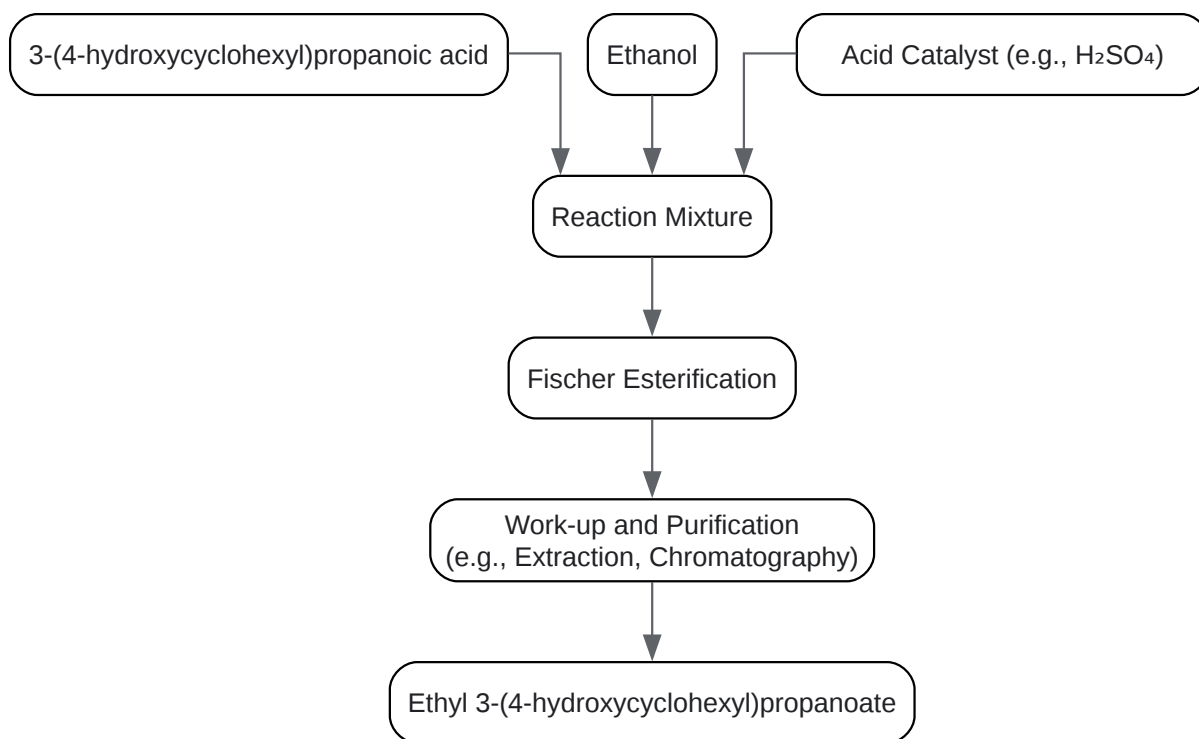 3-(4-hydroxycyclohexyl)propanoic acid
Ethanol
Acid Catalyst (e.g., H₂SO₄)
Reaction Mixture
Fischer Esterification
Work-up and Purification
(e.g., Extraction, Chromatography)
Ethyl 3-(4-hydroxycyclohexyl)propanoate